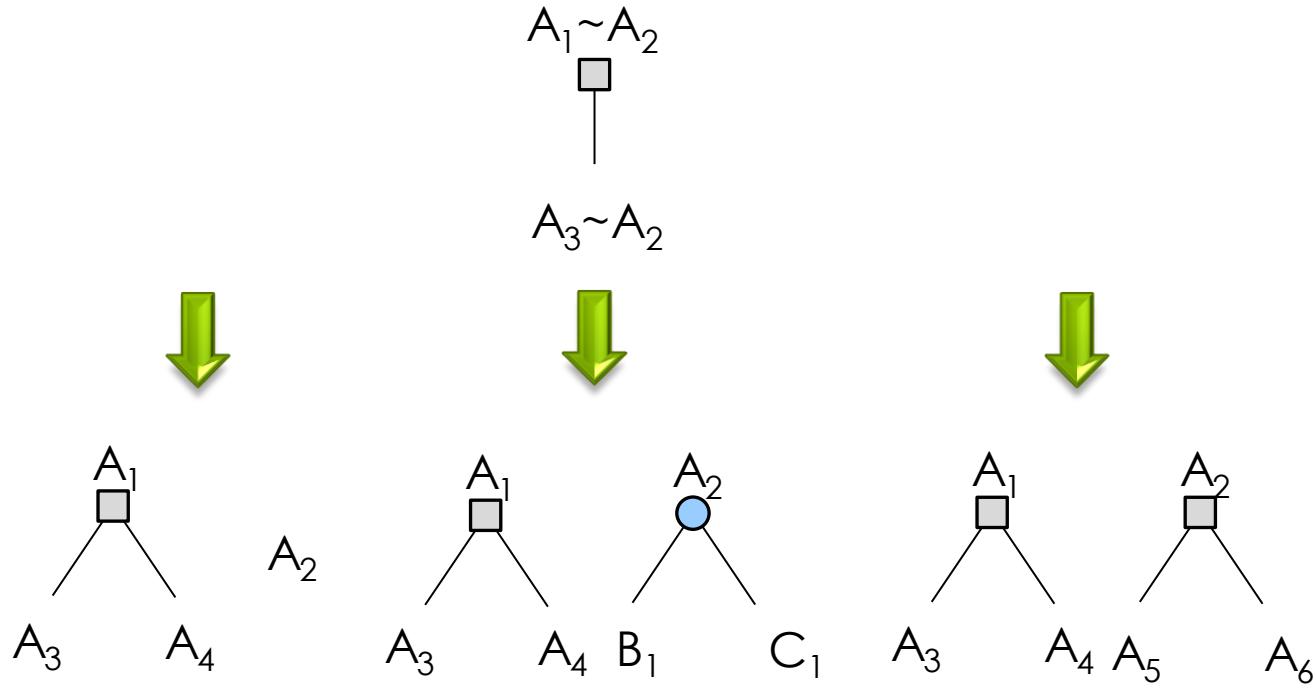 A₁~A₂
A₃~A₂
A₁ A₁ A₂ A₁ A₂
A₂
A₃ A₄ A₃ A₄ B₁ C₁ A₃ A₄ A₅ A₆